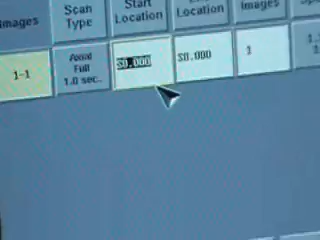 Images
Scan Type
Start Location
Location
Images
1-1
Axial Full 1.0 sec.
S0.000
S0.000
1